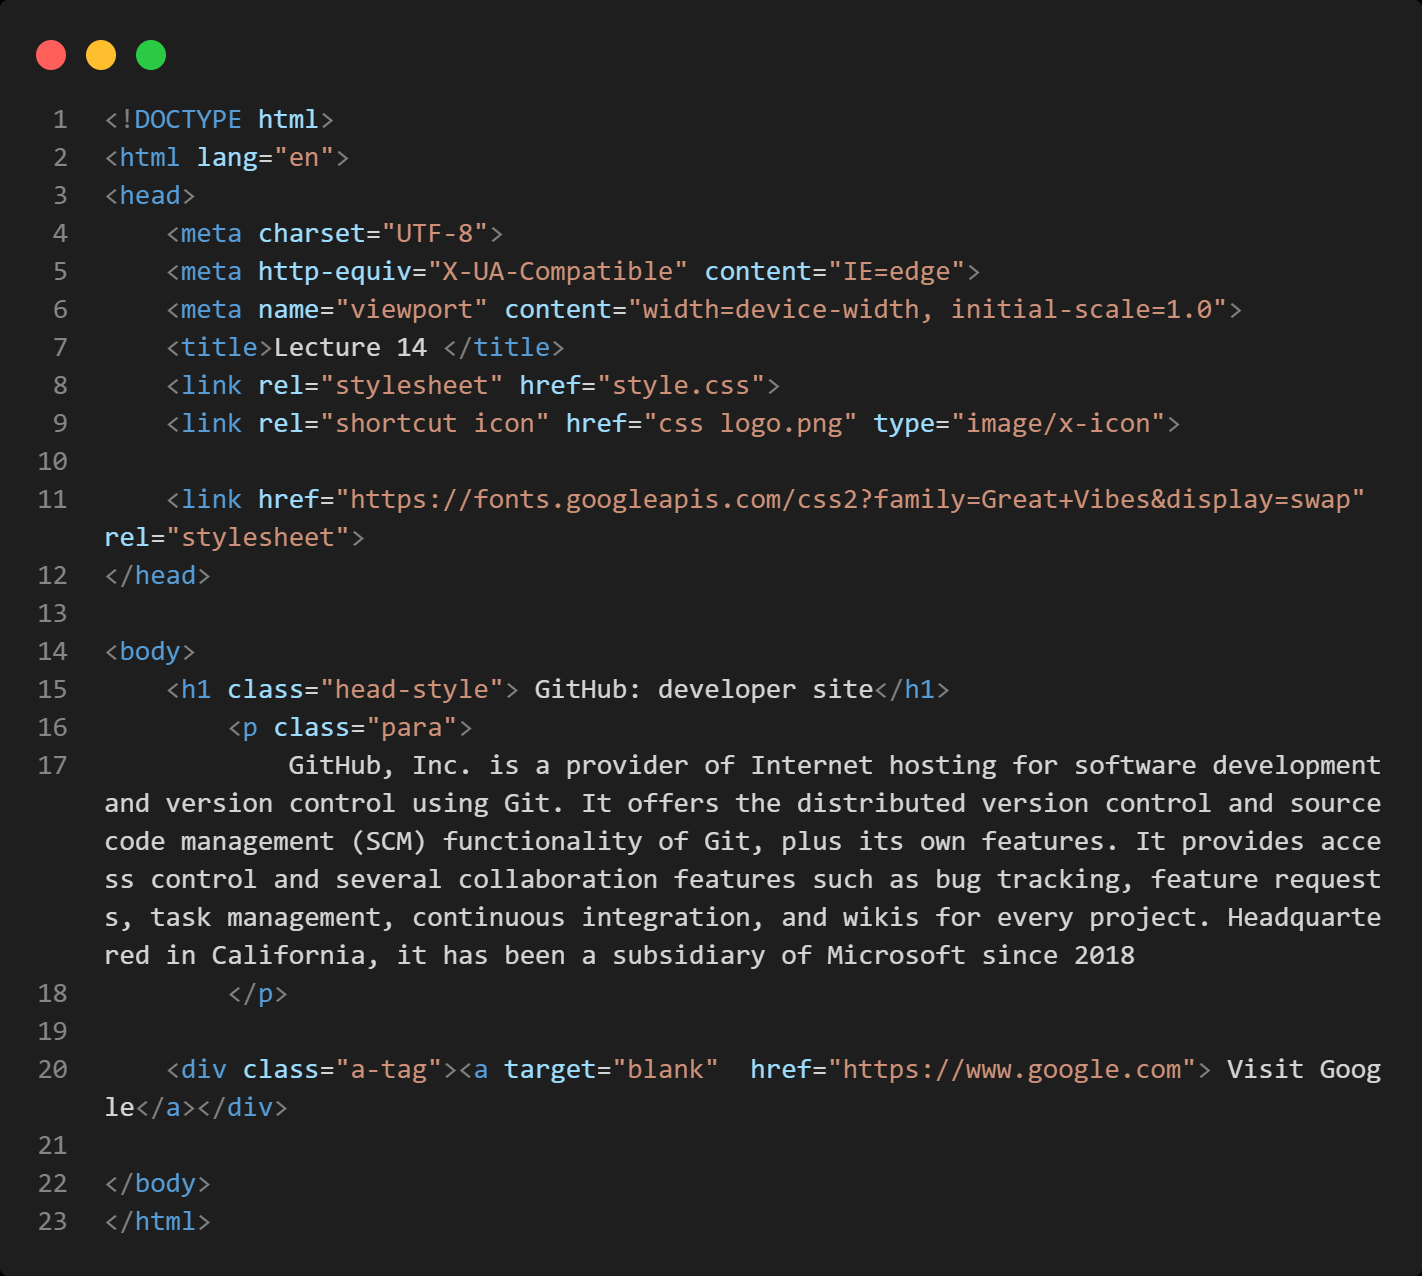 1 <!DOCTYPE html>
2 <html lang="en">
3 <head>
4     <meta charset="UTF-8">
5     <meta http-equiv="X-UA-Compatible" content="IE=edge">
6     <meta name="viewport" content="width=device-width, initial-scale=1.0">
7     <title>Lecture 14 </title>
8     <link rel="stylesheet" href="style.css">
9     <link rel="shortcut icon" href="css logo.png" type="image/x-icon">
10
11     <link href="https://fonts.googleapis.com/css2?family=Great+Vibes&display=swap"
rel="stylesheet">
12 </head>
13
14 <body>
15     <h1 class="head-style"> GitHub: developer site</h1>
16         <p class="para">
17             GitHub, Inc. is a provider of Internet hosting for software development
and version control using Git. It offers the distributed version control and source
code management (SCM) functionality of Git, plus its own features. It provides acce
ss control and several collaboration features such as bug tracking, feature request
s, task management, continuous integration, and wikis for every project. Headquarte
red in California, it has been a subsidiary of Microsoft since 2018
18         </p>
19
20     <div class="a-tag"><a target="blank"  href="https://www.google.com"> Visit Goog
le</a></div>
21
22 </body>
23 </html>